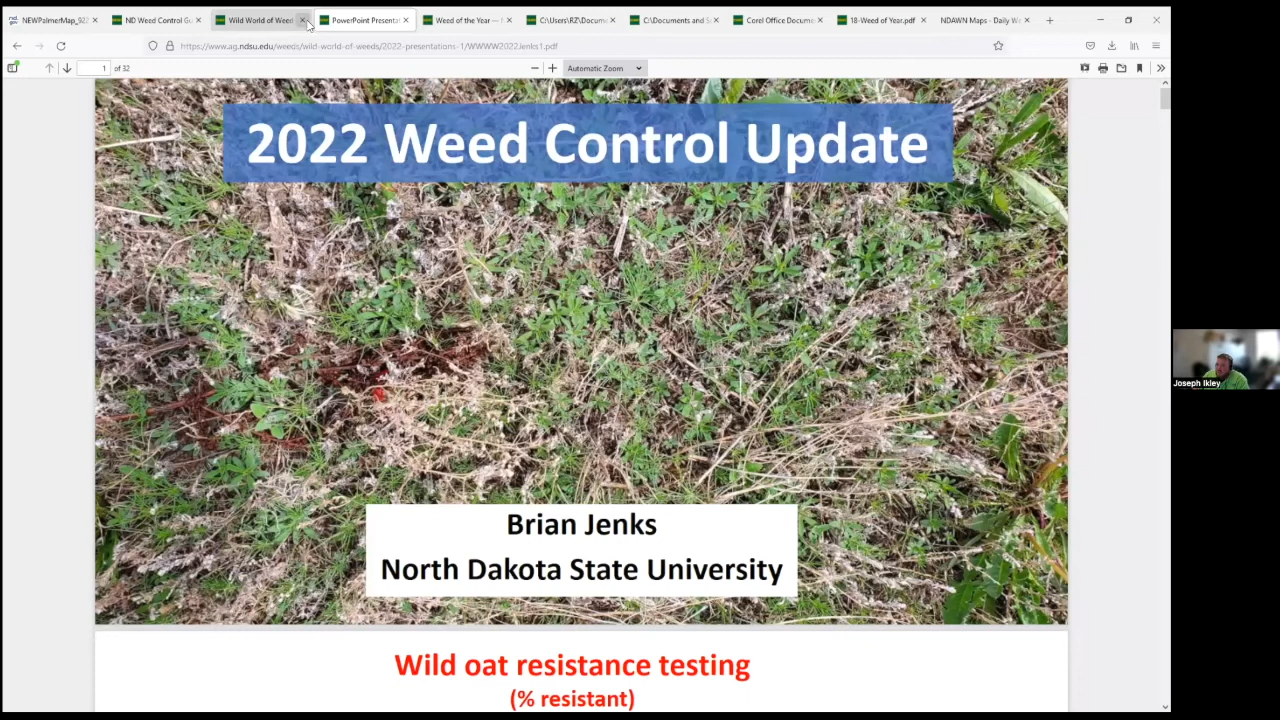 NEWPalmerMap_922
ND Weed Control Gu
Wild World of Weed
PowerPoint Presenta
Weed of the Year —
C:\Users\RZ\Docume
C:\Documents and S
Corel Office Docume
18-Weed of Year.pdf
NDAWN Maps - Daily W
https://www.ag.ndsu.edu/weeds/wild-world-of-weeds/2022-presentations-1/WWWW2022Jenks1.pdf
1 of 32
Automatic Zoom
2022 Weed Control Update
Brian Jenks
North Dakota State University
Wild oat resistance testing
(% resistant)
Joseph Ikley